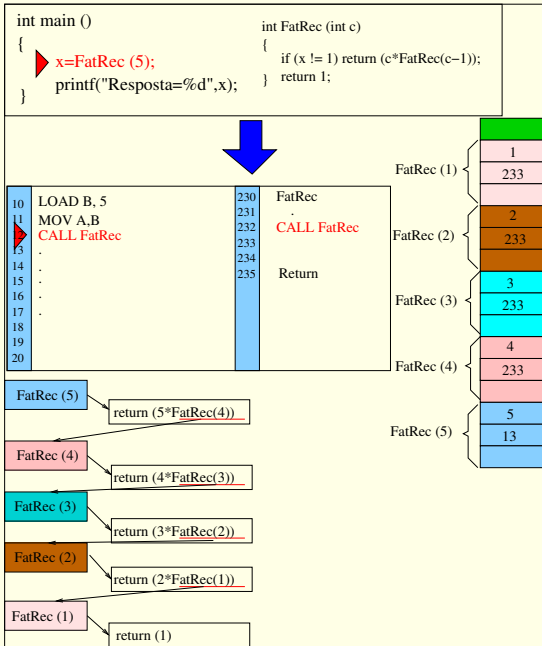 int main ()
{
x=FatRec (5);
printf("Resposta=%d",x);
}
int FatRec (int c)
{
if (x != 1) return (c*FatRec(c−1));
} return 1;
10 LOAD B, 5
11 MOV A,B
12 CALL FatRec
13 .
14 .
15 .
16 .
17 .
18
19
20
230 FatRec
231 .
232 CALL FatRec
233
234
235 Return
FatRec (1)
1
233
FatRec (2)
2
233
FatRec (3)
3
233
FatRec (4)
4
233
FatRec (5)
5
13
FatRec (5)
return (5*FatRec(4))
FatRec (4)
return (4*FatRec(3))
FatRec (3)
return (3*FatRec(2))
FatRec (2)
return (2*FatRec(1))
FatRec (1)
return (1)